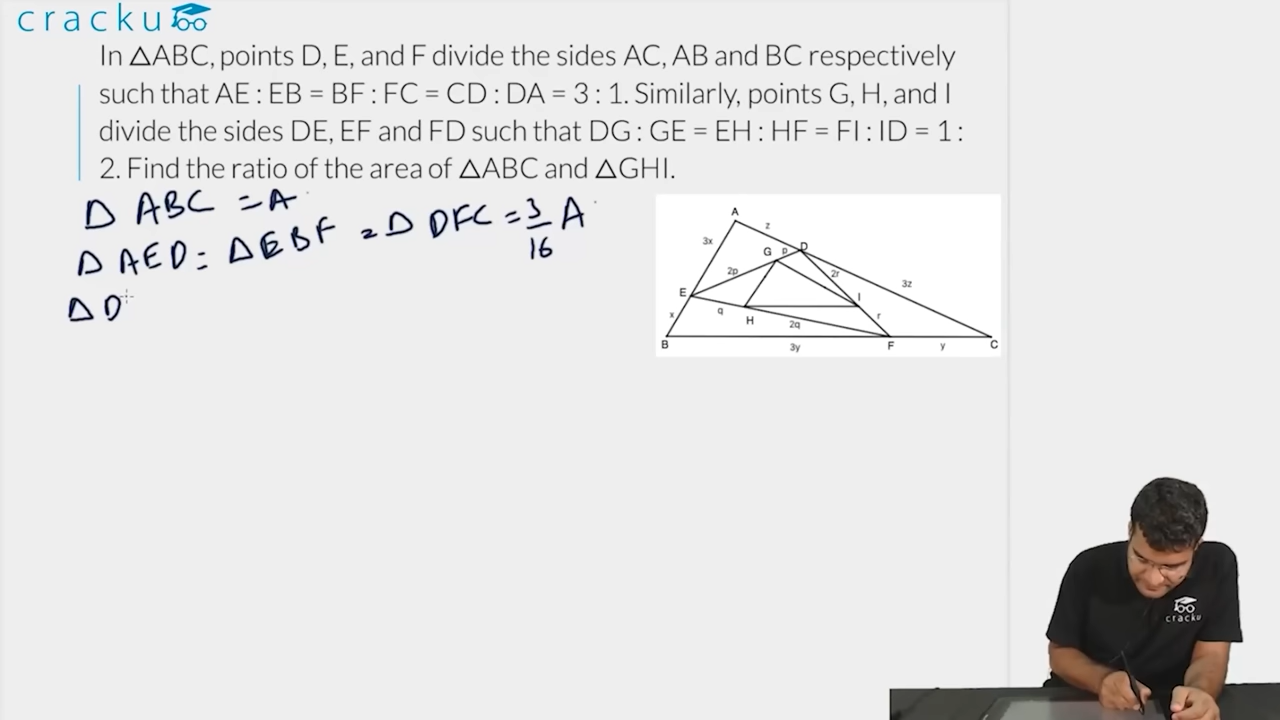 cracku
In △ABC, points D, E, and F divide the sides AC, AB and BC respectively
such that AE : EB = BF : FC = CD : DA = 3 : 1. Similarly, points G, H, and I
divide the sides DE, EF and FD such that DG : GE = EH : HF = FI : ID = 1 :
2. Find the ratio of the area of △ABC and △GHI.
△ ABC = A
△ AED = △EBF = △ DFC = 3/16 A
△ D
A
z
3x
G p D
2p
2r
3z
E
I
x
q
H
r
2q
B
3y
F
y
C
cracku